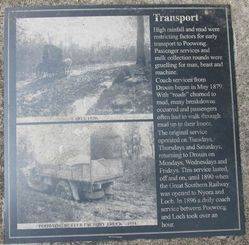 Transport
High rainfall and mud were
restricting factors for early
transport to Poowong.
Passenger services and
milk collection rounds were
gruelling for man, beast and
machine.
Coach services from
Drouin began in May 1879.
With "roads" churned to
mud, many breakdowns
occurred and passengers
often had to walk through
mud up to their knees.
The original service
operated on Tuesdays,
Thursdays and Saturdays,
returning to Drouin on
Mondays, Wednesdays and
Fridays. This service lasted,
off and on, until 1890 when
the Great Southern Railway
was opened to Nyora and
Loch. In 1896 a daily coach
service between Poowong
and Loch took over an
hour.
POOWONG BUTTER FACTORY TRUCK